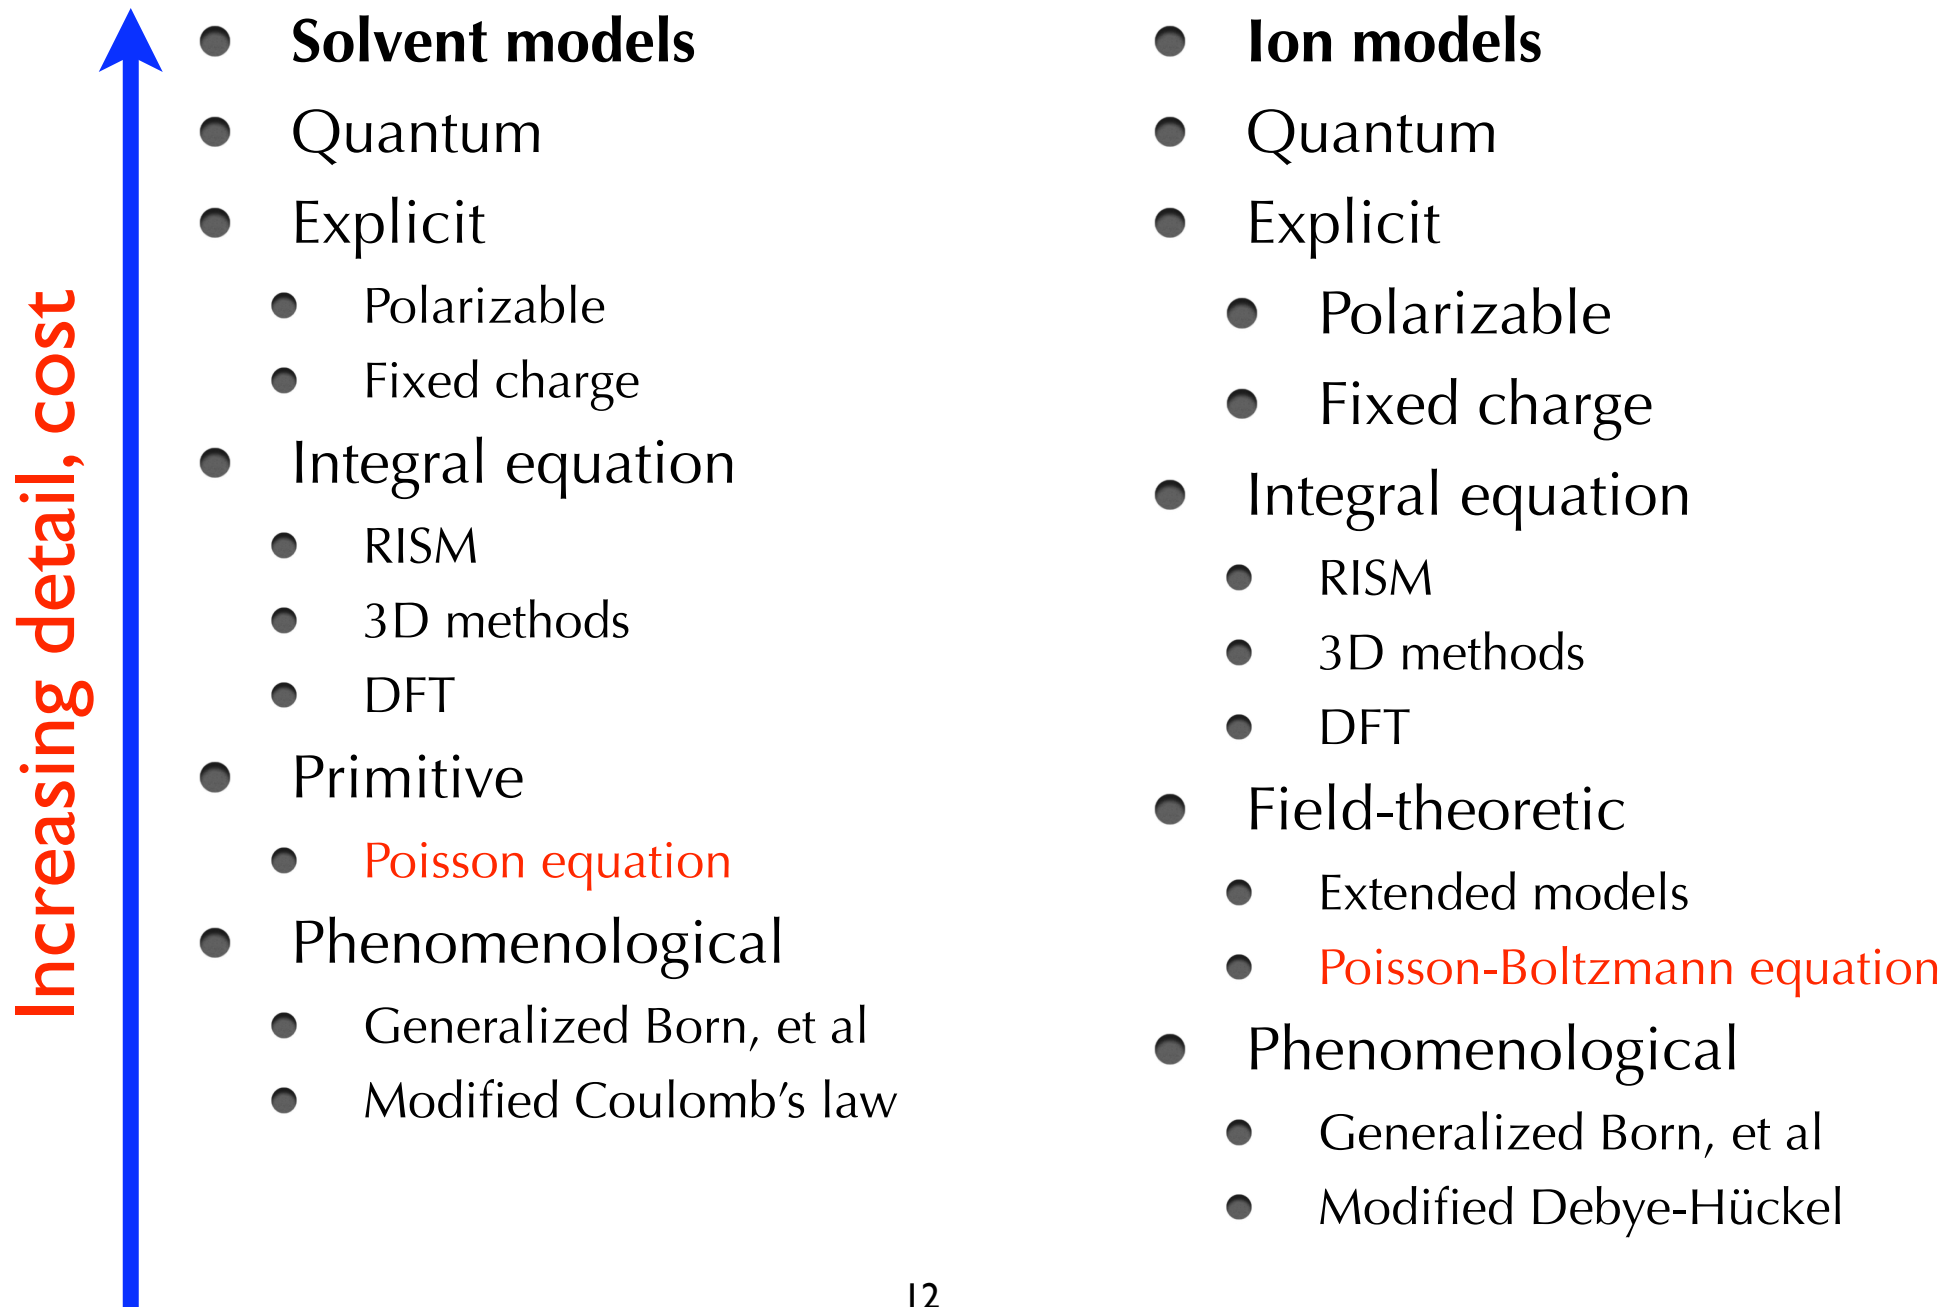 Increasing detail, cost
Solvent models
Quantum
Explicit
Polarizable
Fixed charge
Integral equation
RISM
3D methods
DFT
Primitive
Poisson equation
Phenomenological
Generalized Born, et al
Modified Coulomb’s law
Ion models
Quantum
Explicit
Polarizable
Fixed charge
Integral equation
RISM
3D methods
DFT
Field-theoretic
Extended models
Poisson-Boltzmann equation
Phenomenological
Generalized Born, et al
Modified Debye-Hückel
12